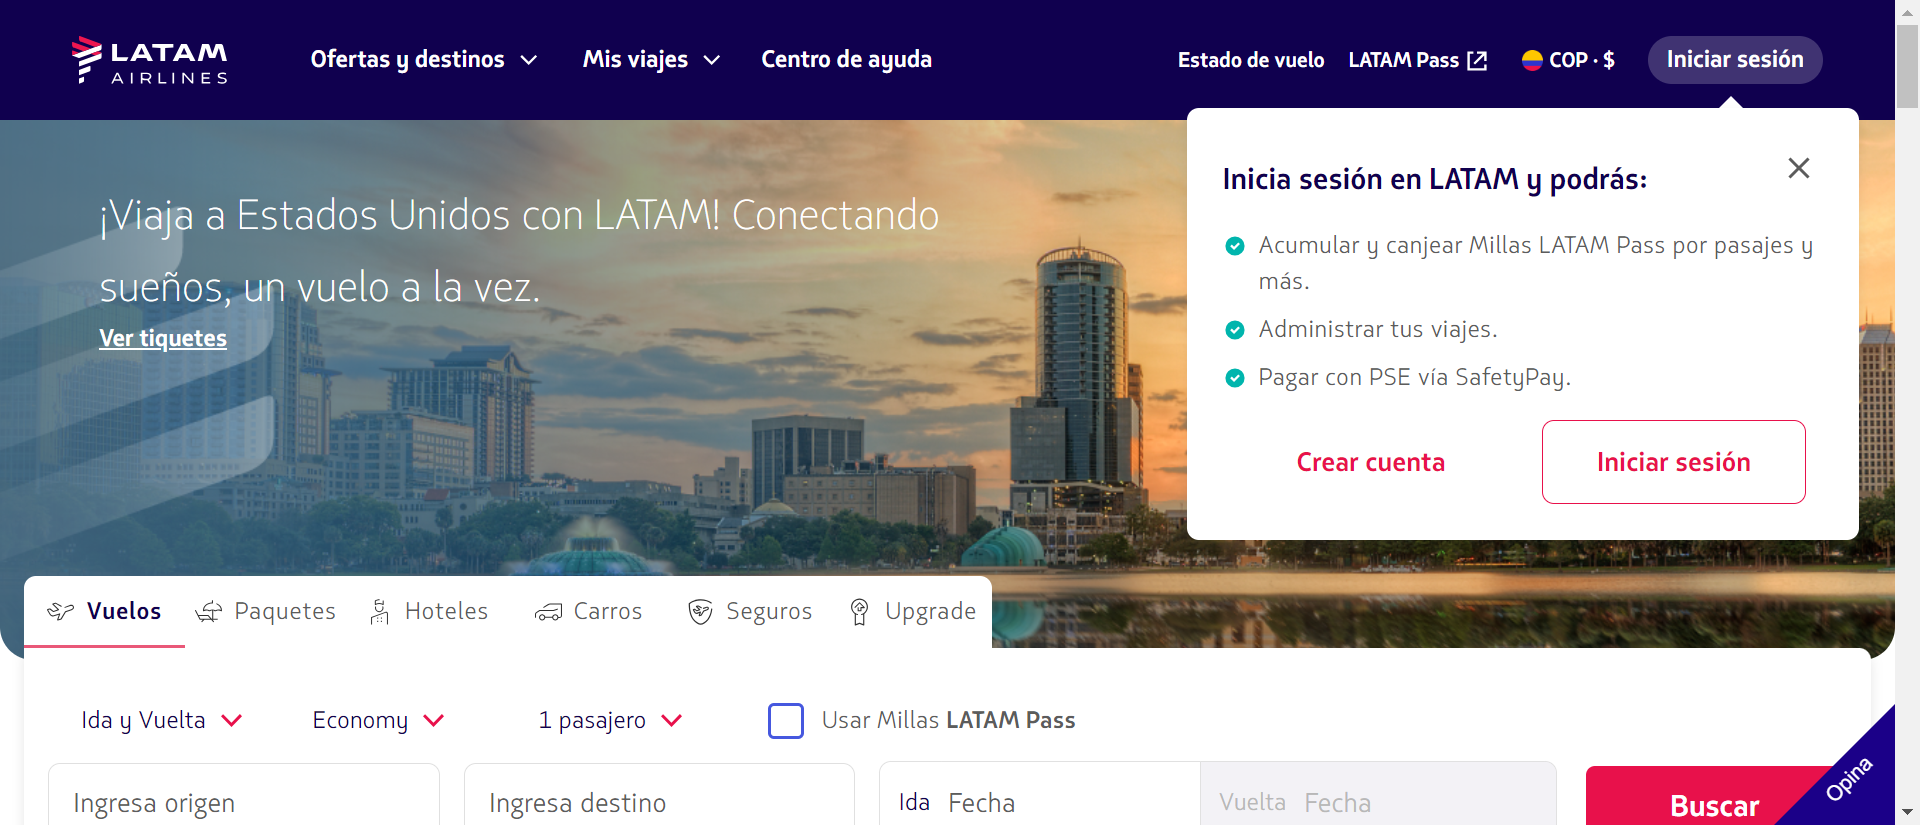 LATAM
AIRLINES
Ofertas y destinos
Mis viajes
Centro de ayuda
Estado de vuelo
LATAM Pass
COP · $
Iniciar sesión
¡Viaja a Estados Unidos con LATAM! Conectando
sueños, un vuelo a la vez.
Ver tiquetes
Inicia sesión en LATAM y podrás:
Acumular y canjear Millas LATAM Pass por pasajes y
más.
Administrar tus viajes.
Pagar con PSE vía SafetyPay.
Crear cuenta
Iniciar sesión
Vuelos
Paquetes
Hoteles
Carros
Seguros
Upgrade
Ida y Vuelta
Economy
1 pasajero
Usar Millas LATAM Pass
Ingresa origen
Ingresa destino
Ida Fecha
Vuelta Fecha
Buscar
Opina